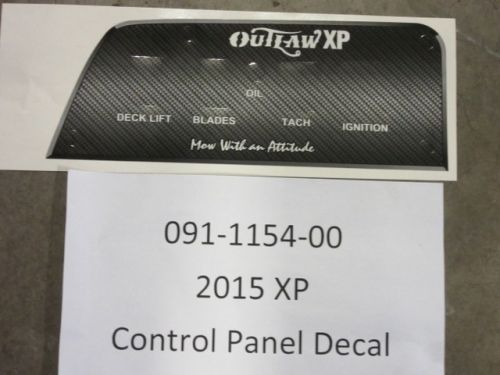 OUTLAW XP
OIL
DECK LIFT BLADES TACH IGNITION
Mow With an Attitude
091-1154-00
2015 XP
Control Panel Decal